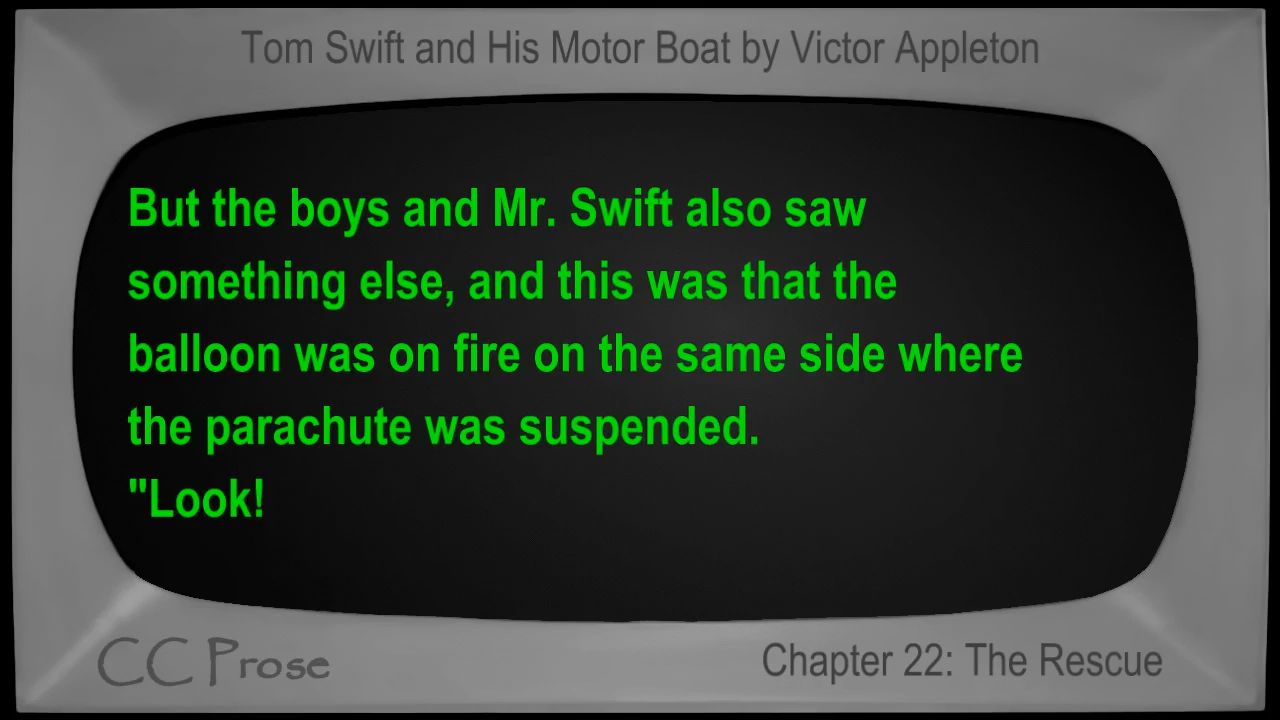 Tom Swift and His Motor Boat by Victor Appleton
But the boys and Mr. Swift also saw
something else, and this was that the
balloon was on fire on the same side where
the parachute was suspended.
"Look!
CC Prose
Chapter 22: The Rescue